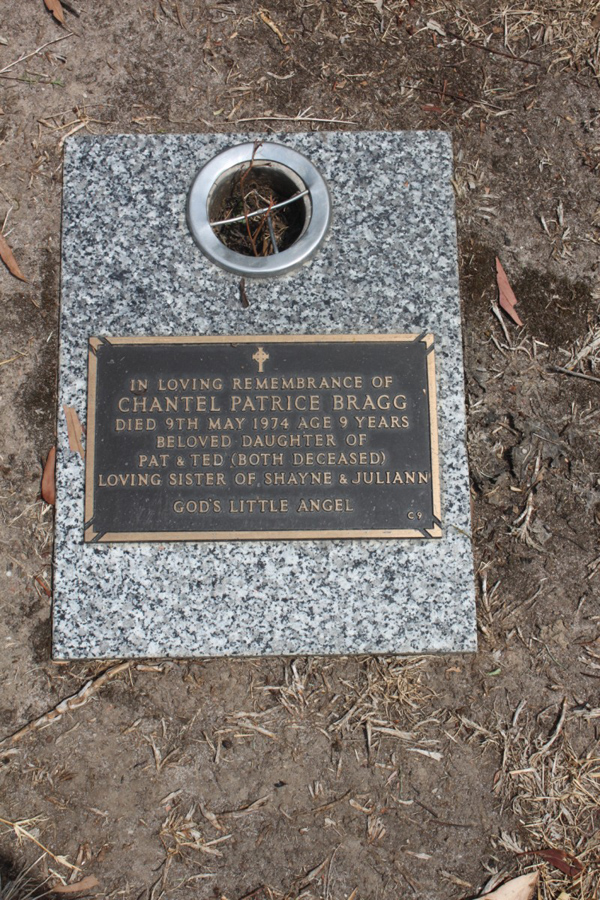 IN LOVING REMEMBRANCE OF
CHANTEL PATRICE BRAGG
DIED 9TH MAY 1974 AGE 9 YEARS
BELOVED DAUGHTER OF
PAT & TED (BOTH DECEASED)
LOVING SISTER OF SHAYNE & JULIANN
GOD'S LITTLE ANGEL
C 9